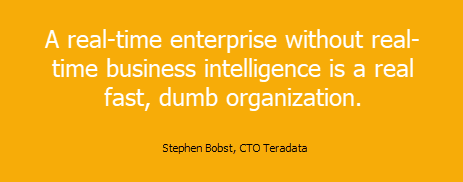 A real-time enterprise without real-
time business intelligence is a real
fast, dumb organization.
Stephen Bobst, CTO Teradata